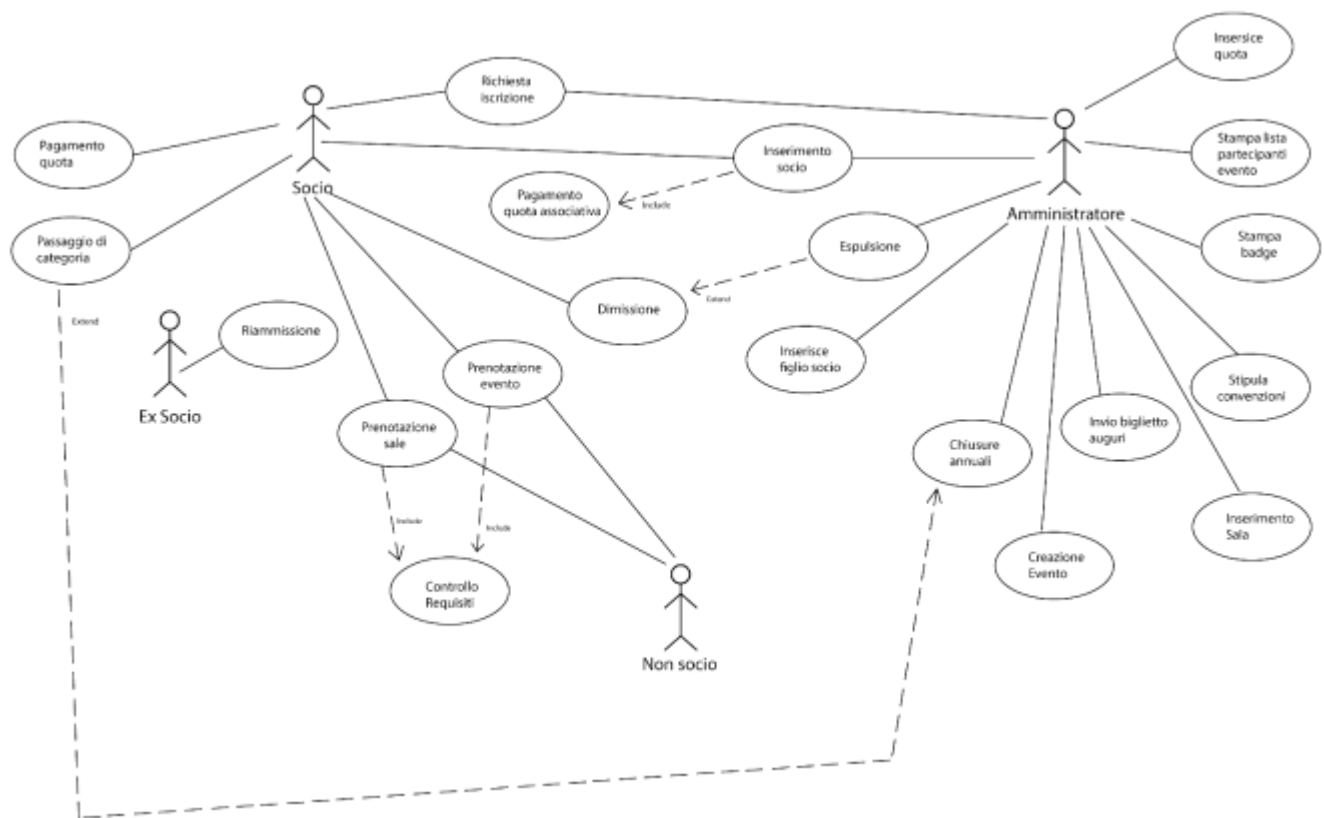 Insersice
quota
Richiesta
iscrizione
Pagamento
quota
Stampa lista
partecipanti
evento
Inserimento
socio
Socio
Pagamento
quota associativa
Include
Amministratore
Passaggio di
categoria
Espulsione
Stampa
badge
Extend
Dimissione
Extend
Riammissione
Inserisce
figlio socio
Prenotazione
evento
Stipula
convenzioni
Ex Socio
Prenotazione
sale
Invio biglietto
auguri
Chiusure
annuali
Include
Include
Inserimento
Sala
Creazione
Evento
Controllo
Requisiti
Non socio